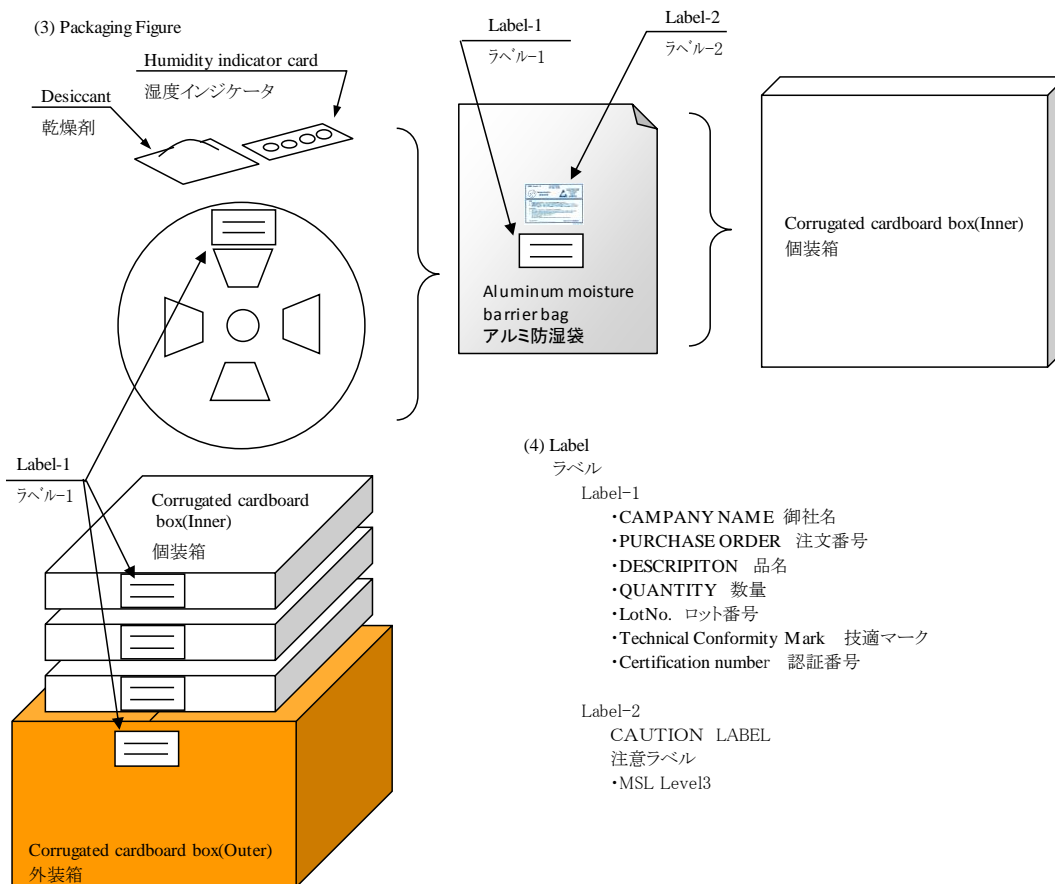 (3) Packaging Figure
Humidity indicator card
湿度インジケータ
Desiccant
乾燥剤
Label-1
ラベル-1
Label-2
ラベル-2
Aluminum moisture
barrier bag
アルミ防湿袋
Corrugated cardboard box(Inner)
個装箱
Label-1
ラベル-1
Corrugated cardboard
box(Inner)
個装箱
Corrugated cardboard box(Outer)
外装箱
(4) Label
ラベル
Label-1
・CAMPANY NAME 御社名
・PURCHASE ORDER 注文番号
・DESCRIPITON 品名
・QUANTITY 数量
・LotNo. ロット番号
・Technical Conformity Mark 技適マーク
・Certification number 認証番号
Label-2
CAUTION LABEL
注意ラベル
・MSL Level3